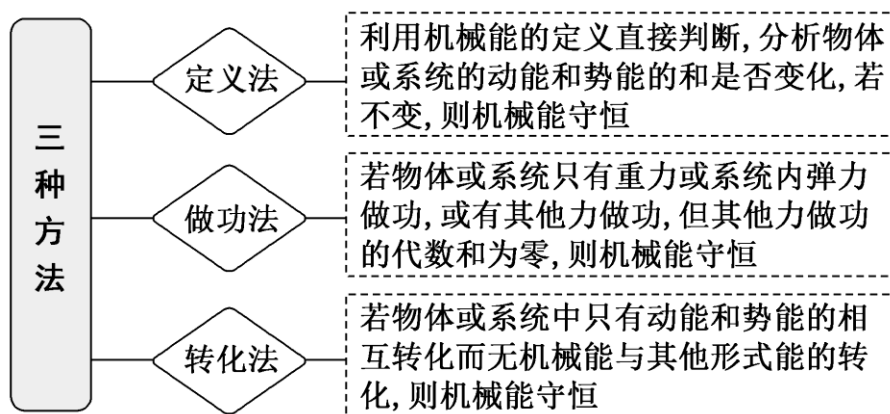 三种方法
定义法
利用机械能的定义直接判断,分析物体
或系统的动能和势能的和是否变化,若
不变,则机械能守恒
做功法
若物体或系统只有重力或系统内弹力
做功,或有其他力做功,但其他力做功
的代数和为零,则机械能守恒
转化法
若物体或系统中只有动能和势能的相
互转化而无机械能与其他形式能的转
化,则机械能守恒